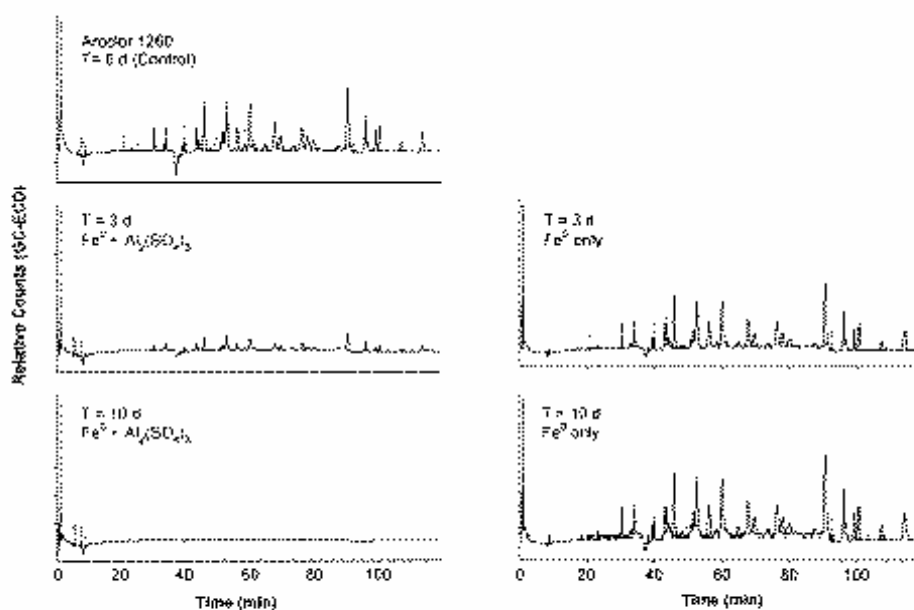 Relative Counts (GC-ECD)
Aroclor 1260
T = 0 d (Control)
T = 3 d
Fe⁰ + Al₂(SO₄)₃
T = 10 d
Fe⁰ + Al₂(SO₄)₃
0 20 40 60 80 100
Time (min)
T = 3 d
Fe⁰ only
T = 10 d
Fe⁰ only
0 20 40 60 80 100
Time (min)